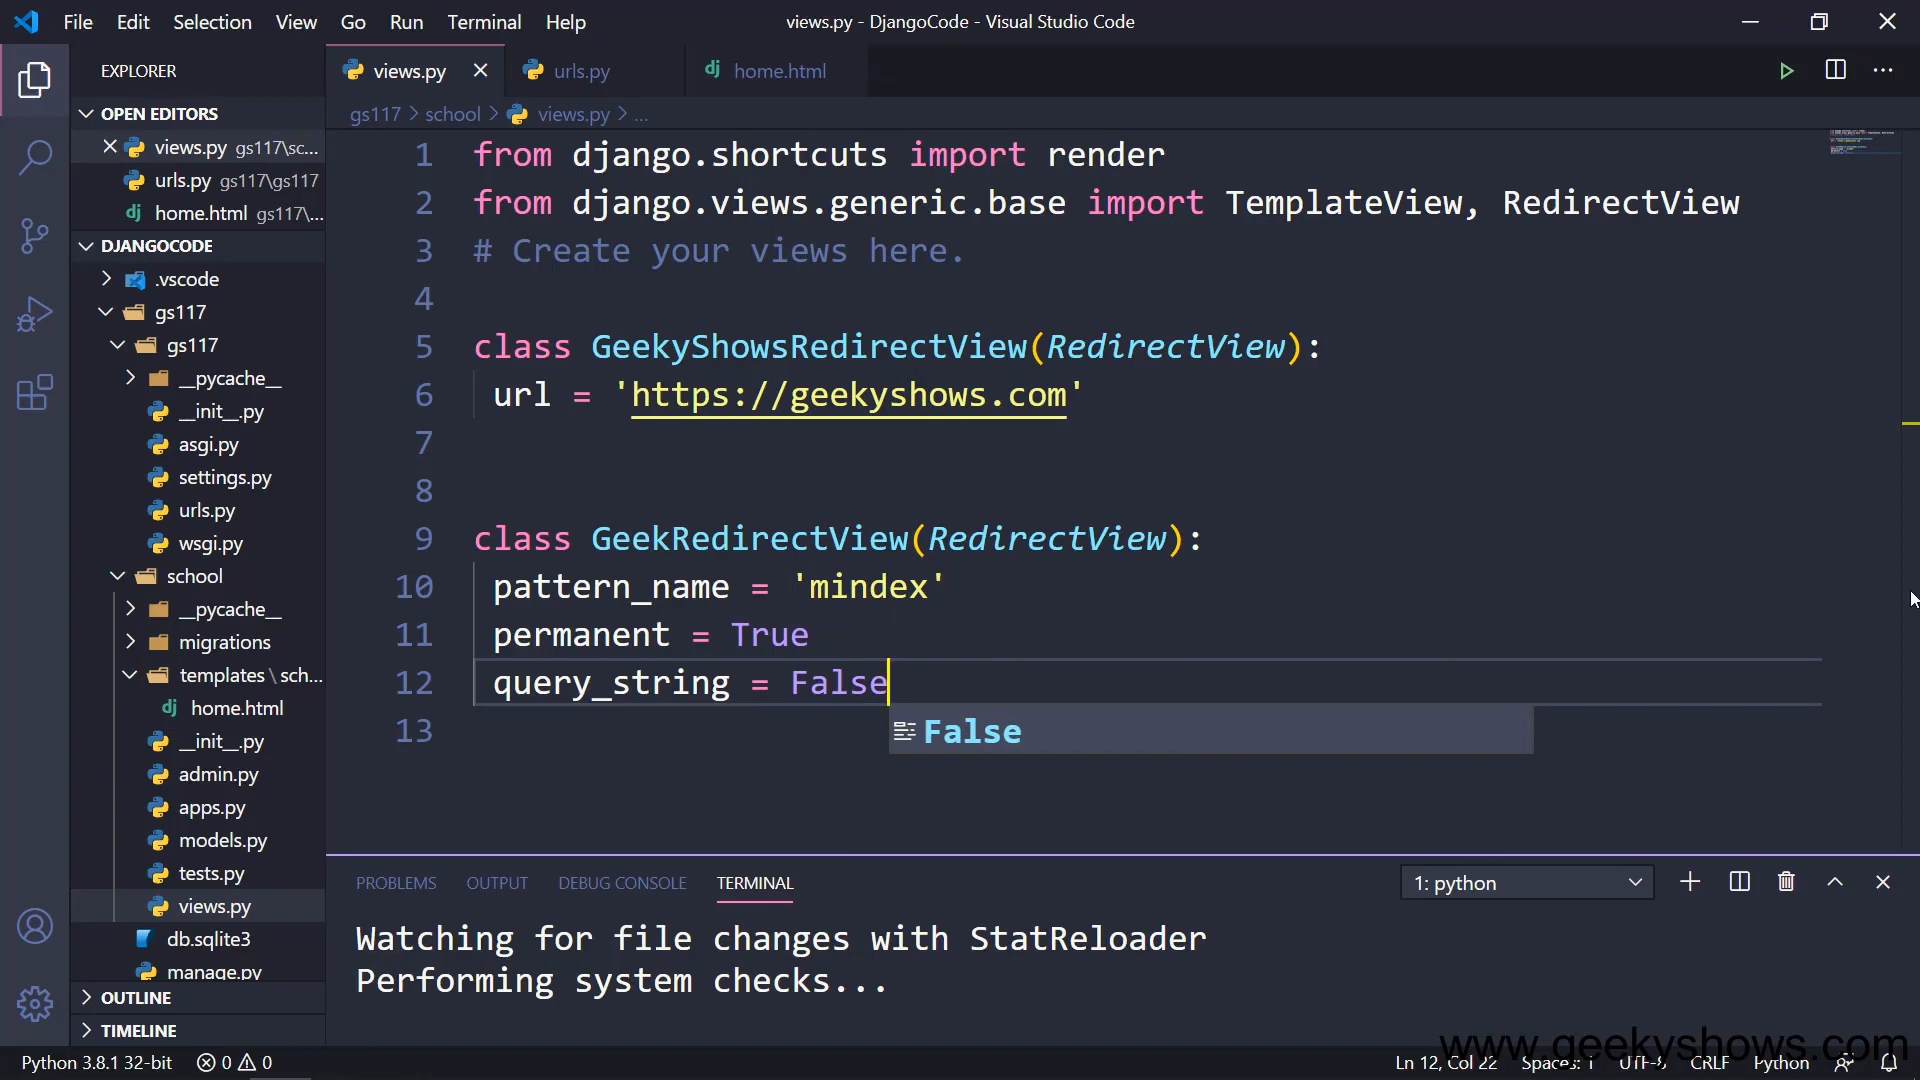 File Edit Selection View Go Run Terminal Help
views.py - DjangoCode - Visual Studio Code
EXPLORER
OPEN EDITORS
views.py gs117\sc...
urls.py gs117\gs117
home.html gs117\...
DJANGOCODE
.vscode
gs117
gs117
__pycache__
__init__.py
asgi.py
settings.py
urls.py
wsgi.py
school
__pycache__
migrations
templates\sch...
home.html
__init__.py
admin.py
apps.py
models.py
tests.py
views.py
db.sqlite3
manage.py
OUTLINE
TIMELINE
views.py urls.py home.html
gs117 > school > views.py > ...
1 from django.shortcuts import render
2 from django.views.generic.base import TemplateView, RedirectView
3 # Create your views here.
4
5 class GeekyShowsRedirectView(RedirectView):
6 url = 'https://geekyshows.com'
7
8
9 class GeekRedirectView(RedirectView):
10 pattern_name = 'mindex'
11 permanent = True
12 query_string = False
False
13
PROBLEMS OUTPUT DEBUG CONSOLE TERMINAL
1: python
Watching for file changes with StatReloader
Performing system checks...
www.geekyshows.com
Python 3.8.1 32-bit 0 0
Ln 12, Col 22 Spaces: 1 UTF-8 CRLF Python